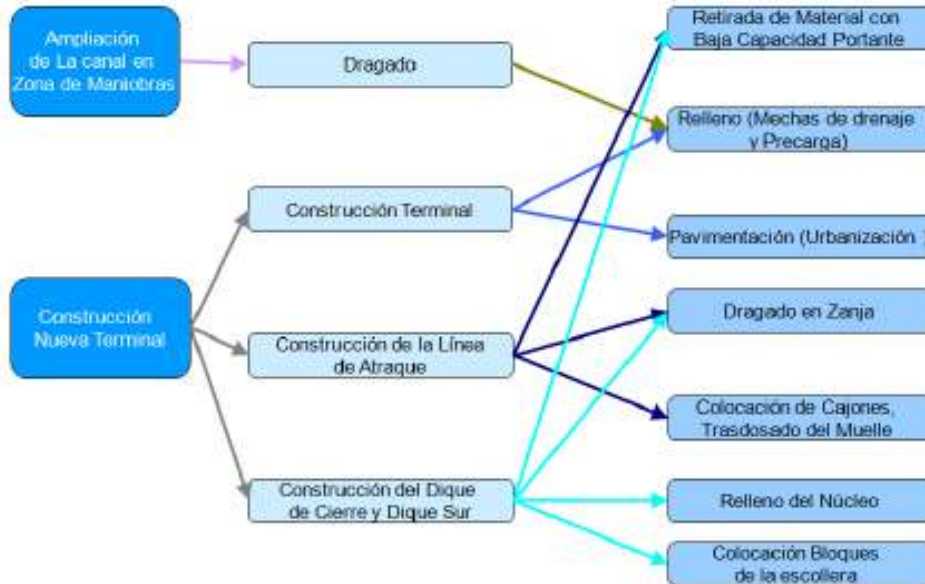 Ampliación
de La canal en
Zona de Maniobras
Dragado
Retirada de Material con
Baja Capacidad Portante
Relleno (Mechas de drenaje
y Precarga)
Construcción Terminal
Pavimentación (Urbanización )
Construcción
Nueva Terminal
Construcción de la Línea
de Atraque
Dragado en Zanja
Colocación de Cajones,
Trasdosado del Muelle
Construcción del Dique
de Cierre y Dique Sur
Relleno del Núcleo
Colocación Bloques
de la escollera